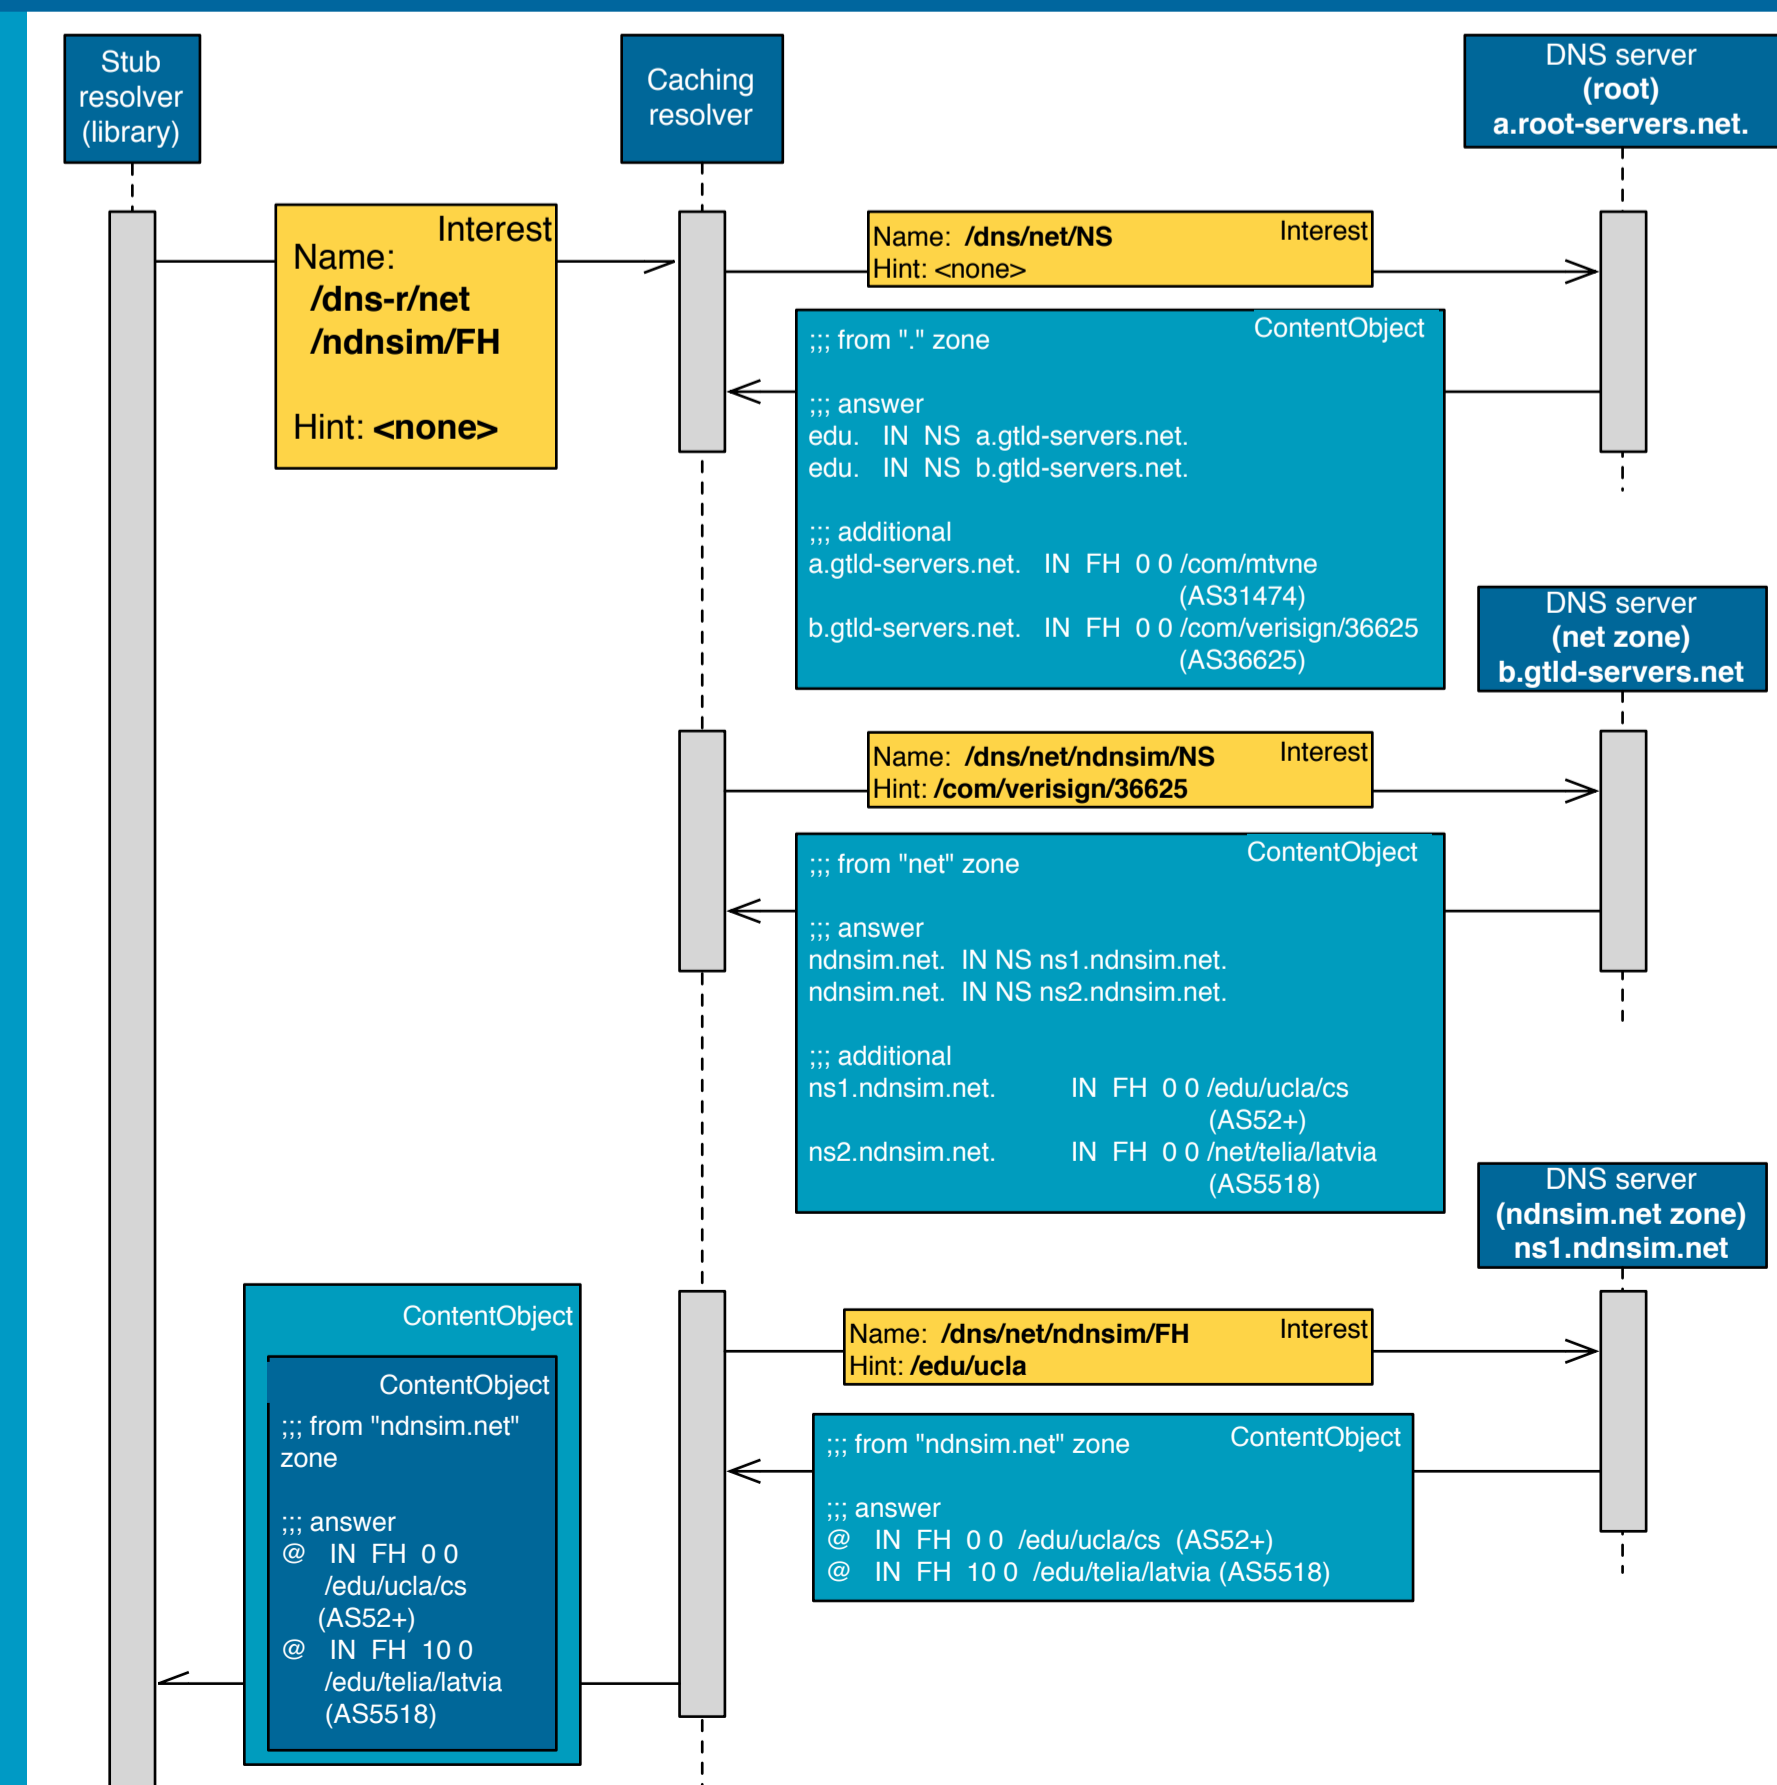 Stub
resolver
(library)
Caching
resolver
DNS server
(root)
a.root-servers.net.
Interest
Name:
/dns-r/net
/ndnsim/FH
Hint: <none>
Name: /dns/net/NS Interest
Hint: <none>
;;; from "." zone ContentObject
;;; answer
edu. IN NS a.gtld-servers.net.
edu. IN NS b.gtld-servers.net.
;;; additional
a.gtld-servers.net. IN FH 0 0 /com/mtvne
(AS31474)
b.gtld-servers.net. IN FH 0 0 /com/verisign/36625
(AS36625)
DNS server
(net zone)
b.gtld-servers.net
Name: /dns/net/ndnsim/NS Interest
Hint: /com/verisign/36625
;;; from "net" zone ContentObject
;;; answer
ndnsim.net. IN NS ns1.ndnsim.net.
ndnsim.net. IN NS ns2.ndnsim.net.
;;; additional
ns1.ndnsim.net. IN FH 0 0 /edu/ucla/cs
(AS52+)
ns2.ndnsim.net. IN FH 0 0 /net/telia/latvia
(AS5518)
DNS server
(ndnsim.net zone)
ns1.ndnsim.net
Name: /dns/net/ndnsim/FH Interest
Hint: /edu/ucla
;;; from "ndnsim.net" zone ContentObject
;;; answer
@ IN FH 0 0 /edu/ucla/cs (AS52+)
@ IN FH 10 0 /edu/telia/latvia (AS5518)
ContentObject
ContentObject
;;; from "ndnsim.net"
zone
;;; answer
@ IN FH 0 0
/edu/ucla/cs
(AS52+)
@ IN FH 10 0
/edu/telia/latvia
(AS5518)